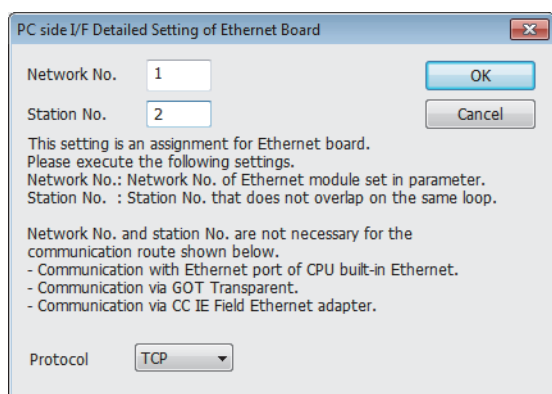 PC side I/F Detailed Setting of Ethernet Board
Network No. 1 OK
Station No. 2 Cancel
This setting is an assignment for Ethernet board.
Please execute the following settings.
Network No.: Network No. of Ethernet module set in parameter.
Station No. : Station No. that does not overlap on the same loop.
Network No. and station No. are not necessary for the
communication route shown below.
- Communication with Ethernet port of CPU built-in Ethernet.
- Communication via GOT Transparent.
- Communication via CC IE Field Ethernet adapter.
Protocol TCP